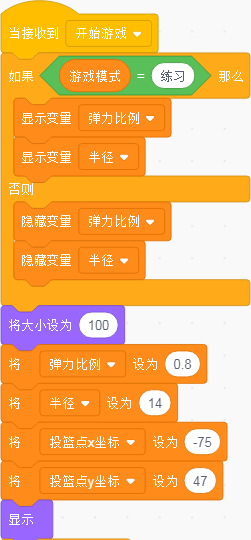 当接收到 开始游戏
如果 游戏模式 = 练习 那么
显示变量 弹力比例
显示变量 半径
否则
隐藏变量 弹力比例
隐藏变量 半径
将大小设为 100
将 弹力比例 设为 0.8
将 半径 设为 14
将 投篮点x坐标 设为 -75
将 投篮点y坐标 设为 47
显示